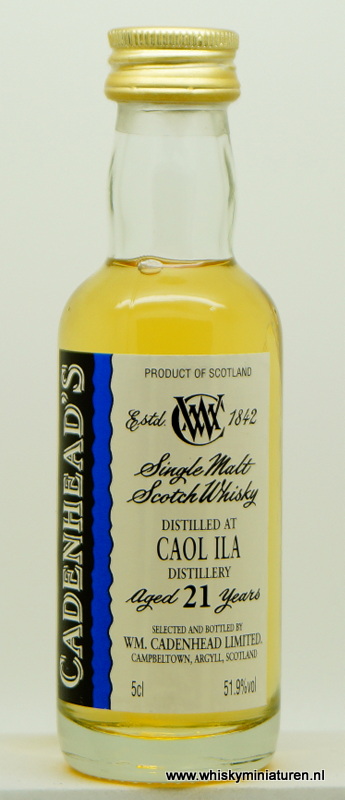 CADENHEAD'S
PRODUCT OF SCOTLAND
Estd. WC 1842
Single Malt
Scotch Whisky
DISTILLED AT
CAOL ILA
DISTILLERY
Aged 21 Years
SELECTED AND BOTTLED BY
WM. CADENHEAD LIMITED.
CAMPBELTOWN, ARGYLL, SCOTLAND
5cl 51.9%vol
www.whiskyminiaturen.nl